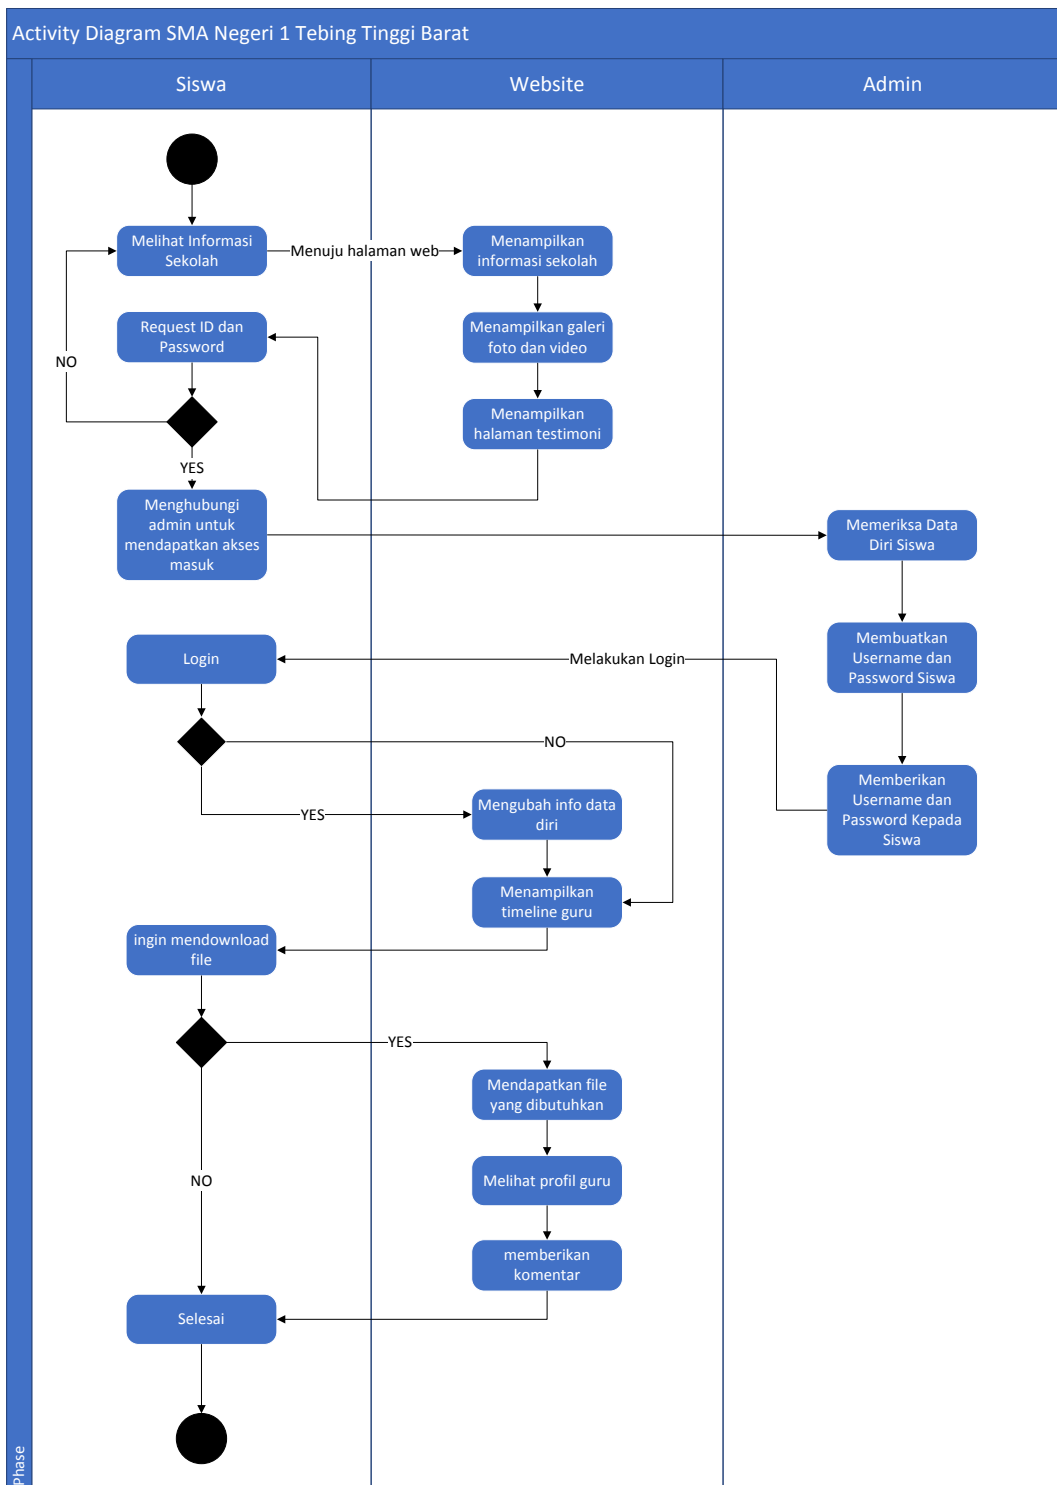 Activity Diagram SMA Negeri 1 Tebing Tinggi Barat
Siswa
Website
Admin
Melihat Informasi
Sekolah
Menuju halaman web
Menampilkan
informasi sekolah
Request ID dan
Password
Menampilkan galeri
foto dan video
NO
Menampilkan
halaman testimoni
YES
Menghubungi
admin untuk
mendapatkan akses
masuk
Memeriksa Data
Diri Siswa
Membuatkan
Username dan
Password Siswa
Login
Melakukan Login
NO
Memberikan
Username dan
Password Kepada
Siswa
YES
Mengubah info data
diri
Menampilkan
timeline guru
ingin mendownload
file
YES
Mendapatkan file
yang dibutuhkan
NO
Melihat profil guru
memberikan
komentar
Selesai
Phase